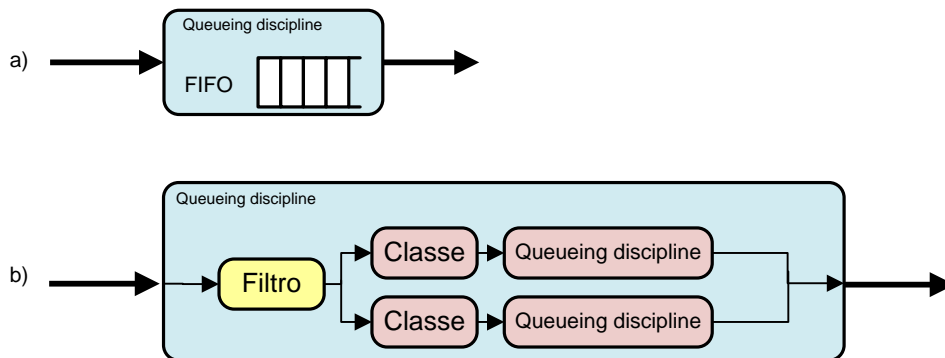 Queueing discipline
a)
FIFO
Queueing discipline
b)
Filtro
Classe
Queueing discipline
Classe
Queueing discipline